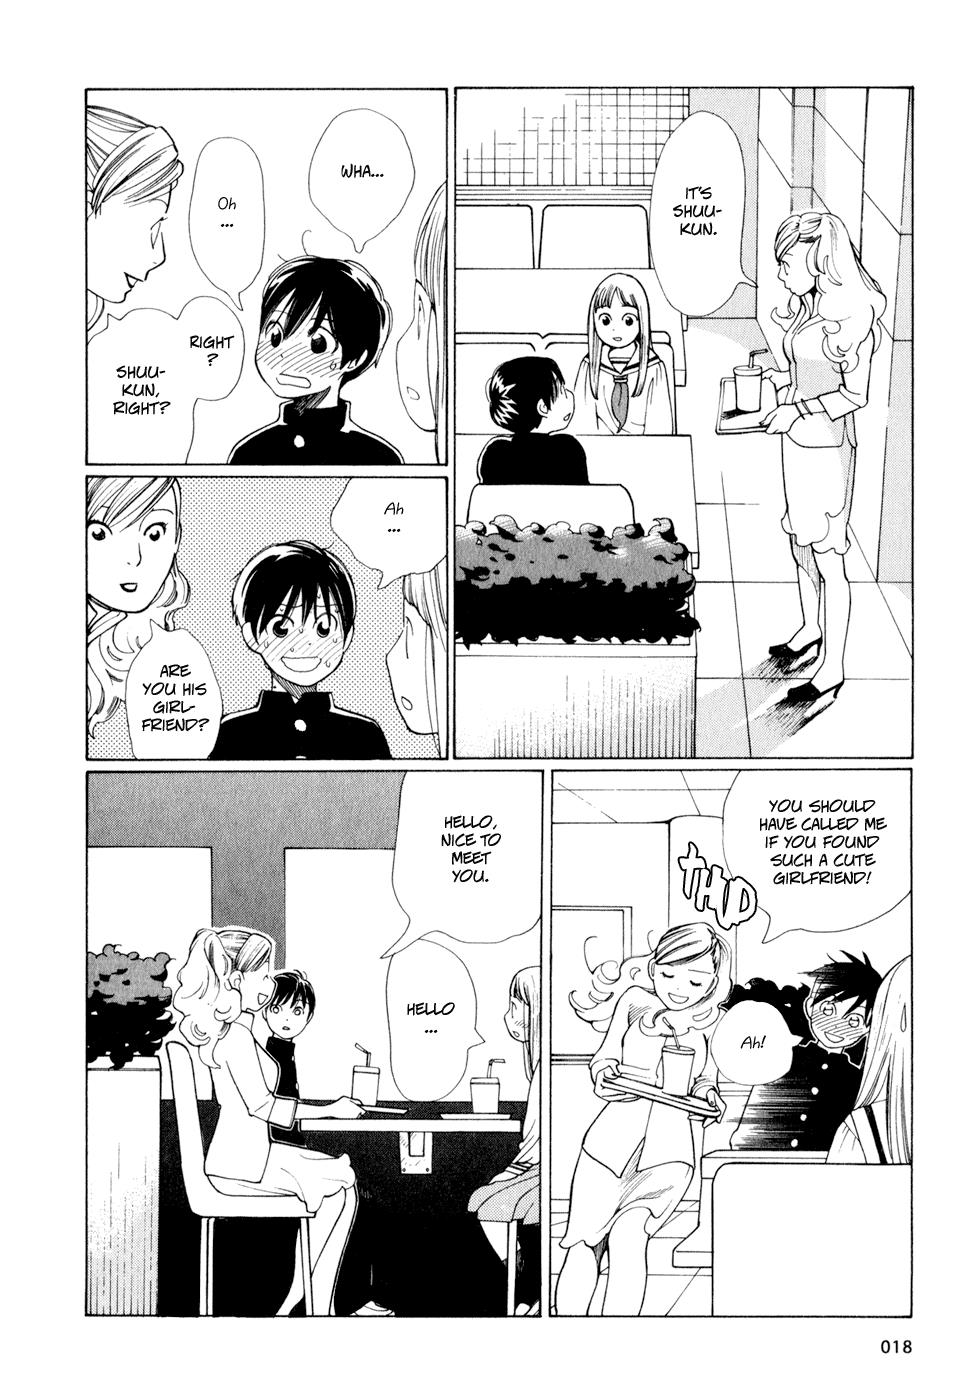 IT'S
SHUU-
KUN.
WHA...
Oh
...
RIGHT
?
SHUU-
KUN,
RIGHT?
Ah
...
ARE
YOU HIS
GIRL-
FRIEND?
YOU SHOULD
HAVE CALLED ME
IF YOU FOUND
SUCH A CUTE
GIRLFRIEND!
THUD
Ah!
HELLO,
NICE TO
MEET
YOU.
HELLO
...
018